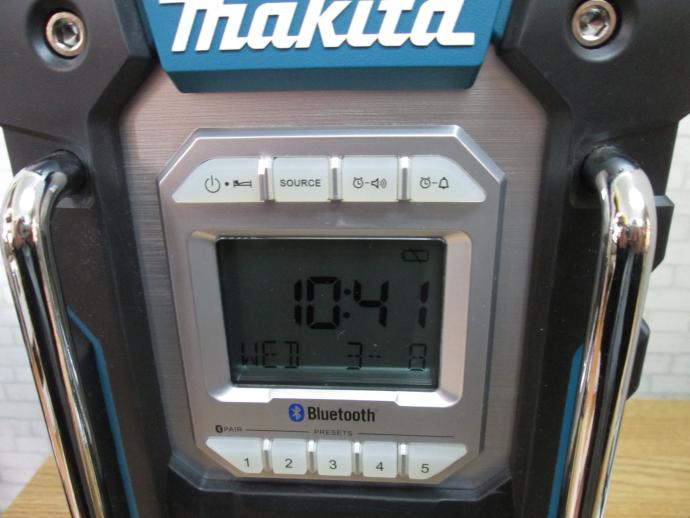 makita
SOURCE
10:41
WED 3-8
Bluetooth
PAIR PRESETS
1 2 3 4 5